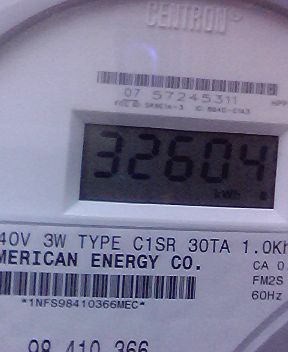 CENTRON®
07 57245311
32604
kWh
40V 3W TYPE C1SR 30TA 1.0Kh
MERICAN ENERGY CO.
CA 0.
FM2S
60Hz
*1NFS98410366MEC*
98 410 366